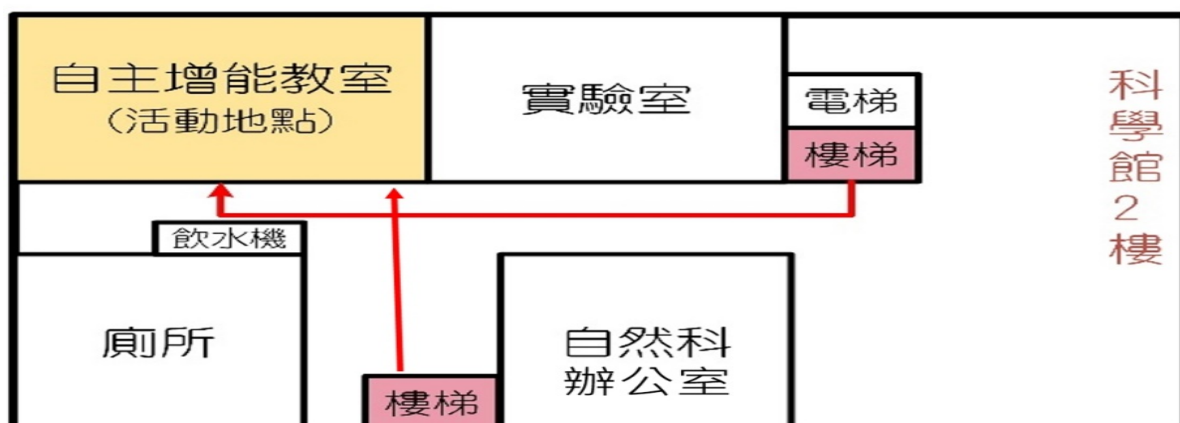 自主增能教室
(活動地點)
實驗室
電梯
樓梯
科學館2樓
飲水機
廁所
樓梯
自然科
辦公室